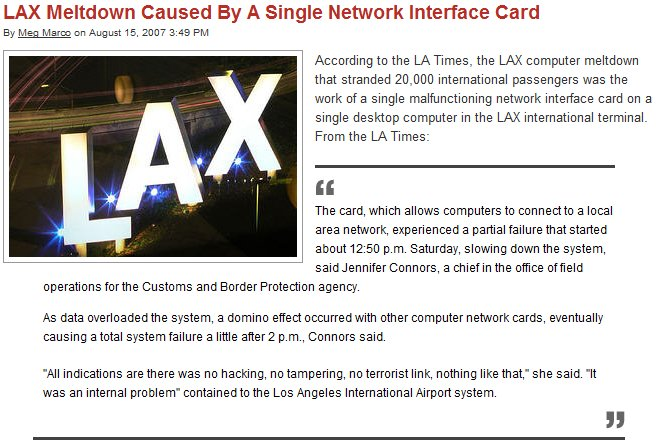 LAX Meltdown Caused By A Single Network Interface Card
By Meg Marco on August 15, 2007 3:49 PM
LAX
According to the LA Times, the LAX computer meltdown
that stranded 20,000 international passengers was the
work of a single malfunctioning network interface card on a
single desktop computer in the LAX international terminal.
From the LA Times:
“
The card, which allows computers to connect to a local
area network, experienced a partial failure that started
about 12:50 p.m. Saturday, slowing down the system,
said Jennifer Connors, a chief in the office of field
operations for the Customs and Border Protection agency.
As data overloaded the system, a domino effect occurred with
other computer network cards, eventually
causing a total system failure a little after 2 p.m., Connors said.
"All indications are there was no hacking, no tampering, no terrorist link, nothing like that," she said. "It
was an internal problem" contained to the Los Angeles International Airport system.
”